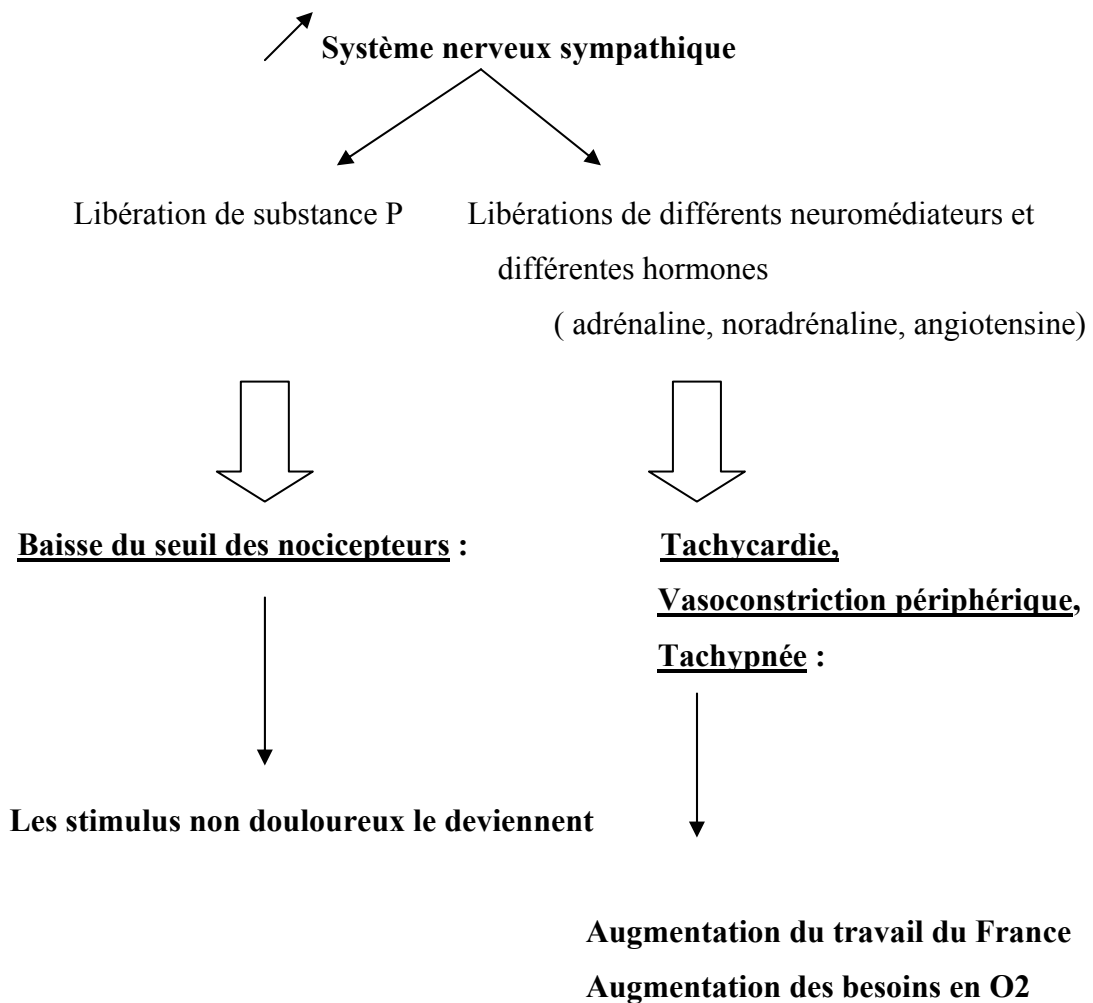 Système nerveux sympathique
Libération de substance P
Libérations de différents neuromédiateurs et
différentes hormones
( adrénaline, noradrénaline, angiotensine)
Baisse du seuil des nocicepteurs :
Les stimulus non douloureux le deviennent
Tachycardie,
Vasoconstriction périphérique,
Tachypnée :
Augmentation du travail du France
Augmentation des besoins en O2